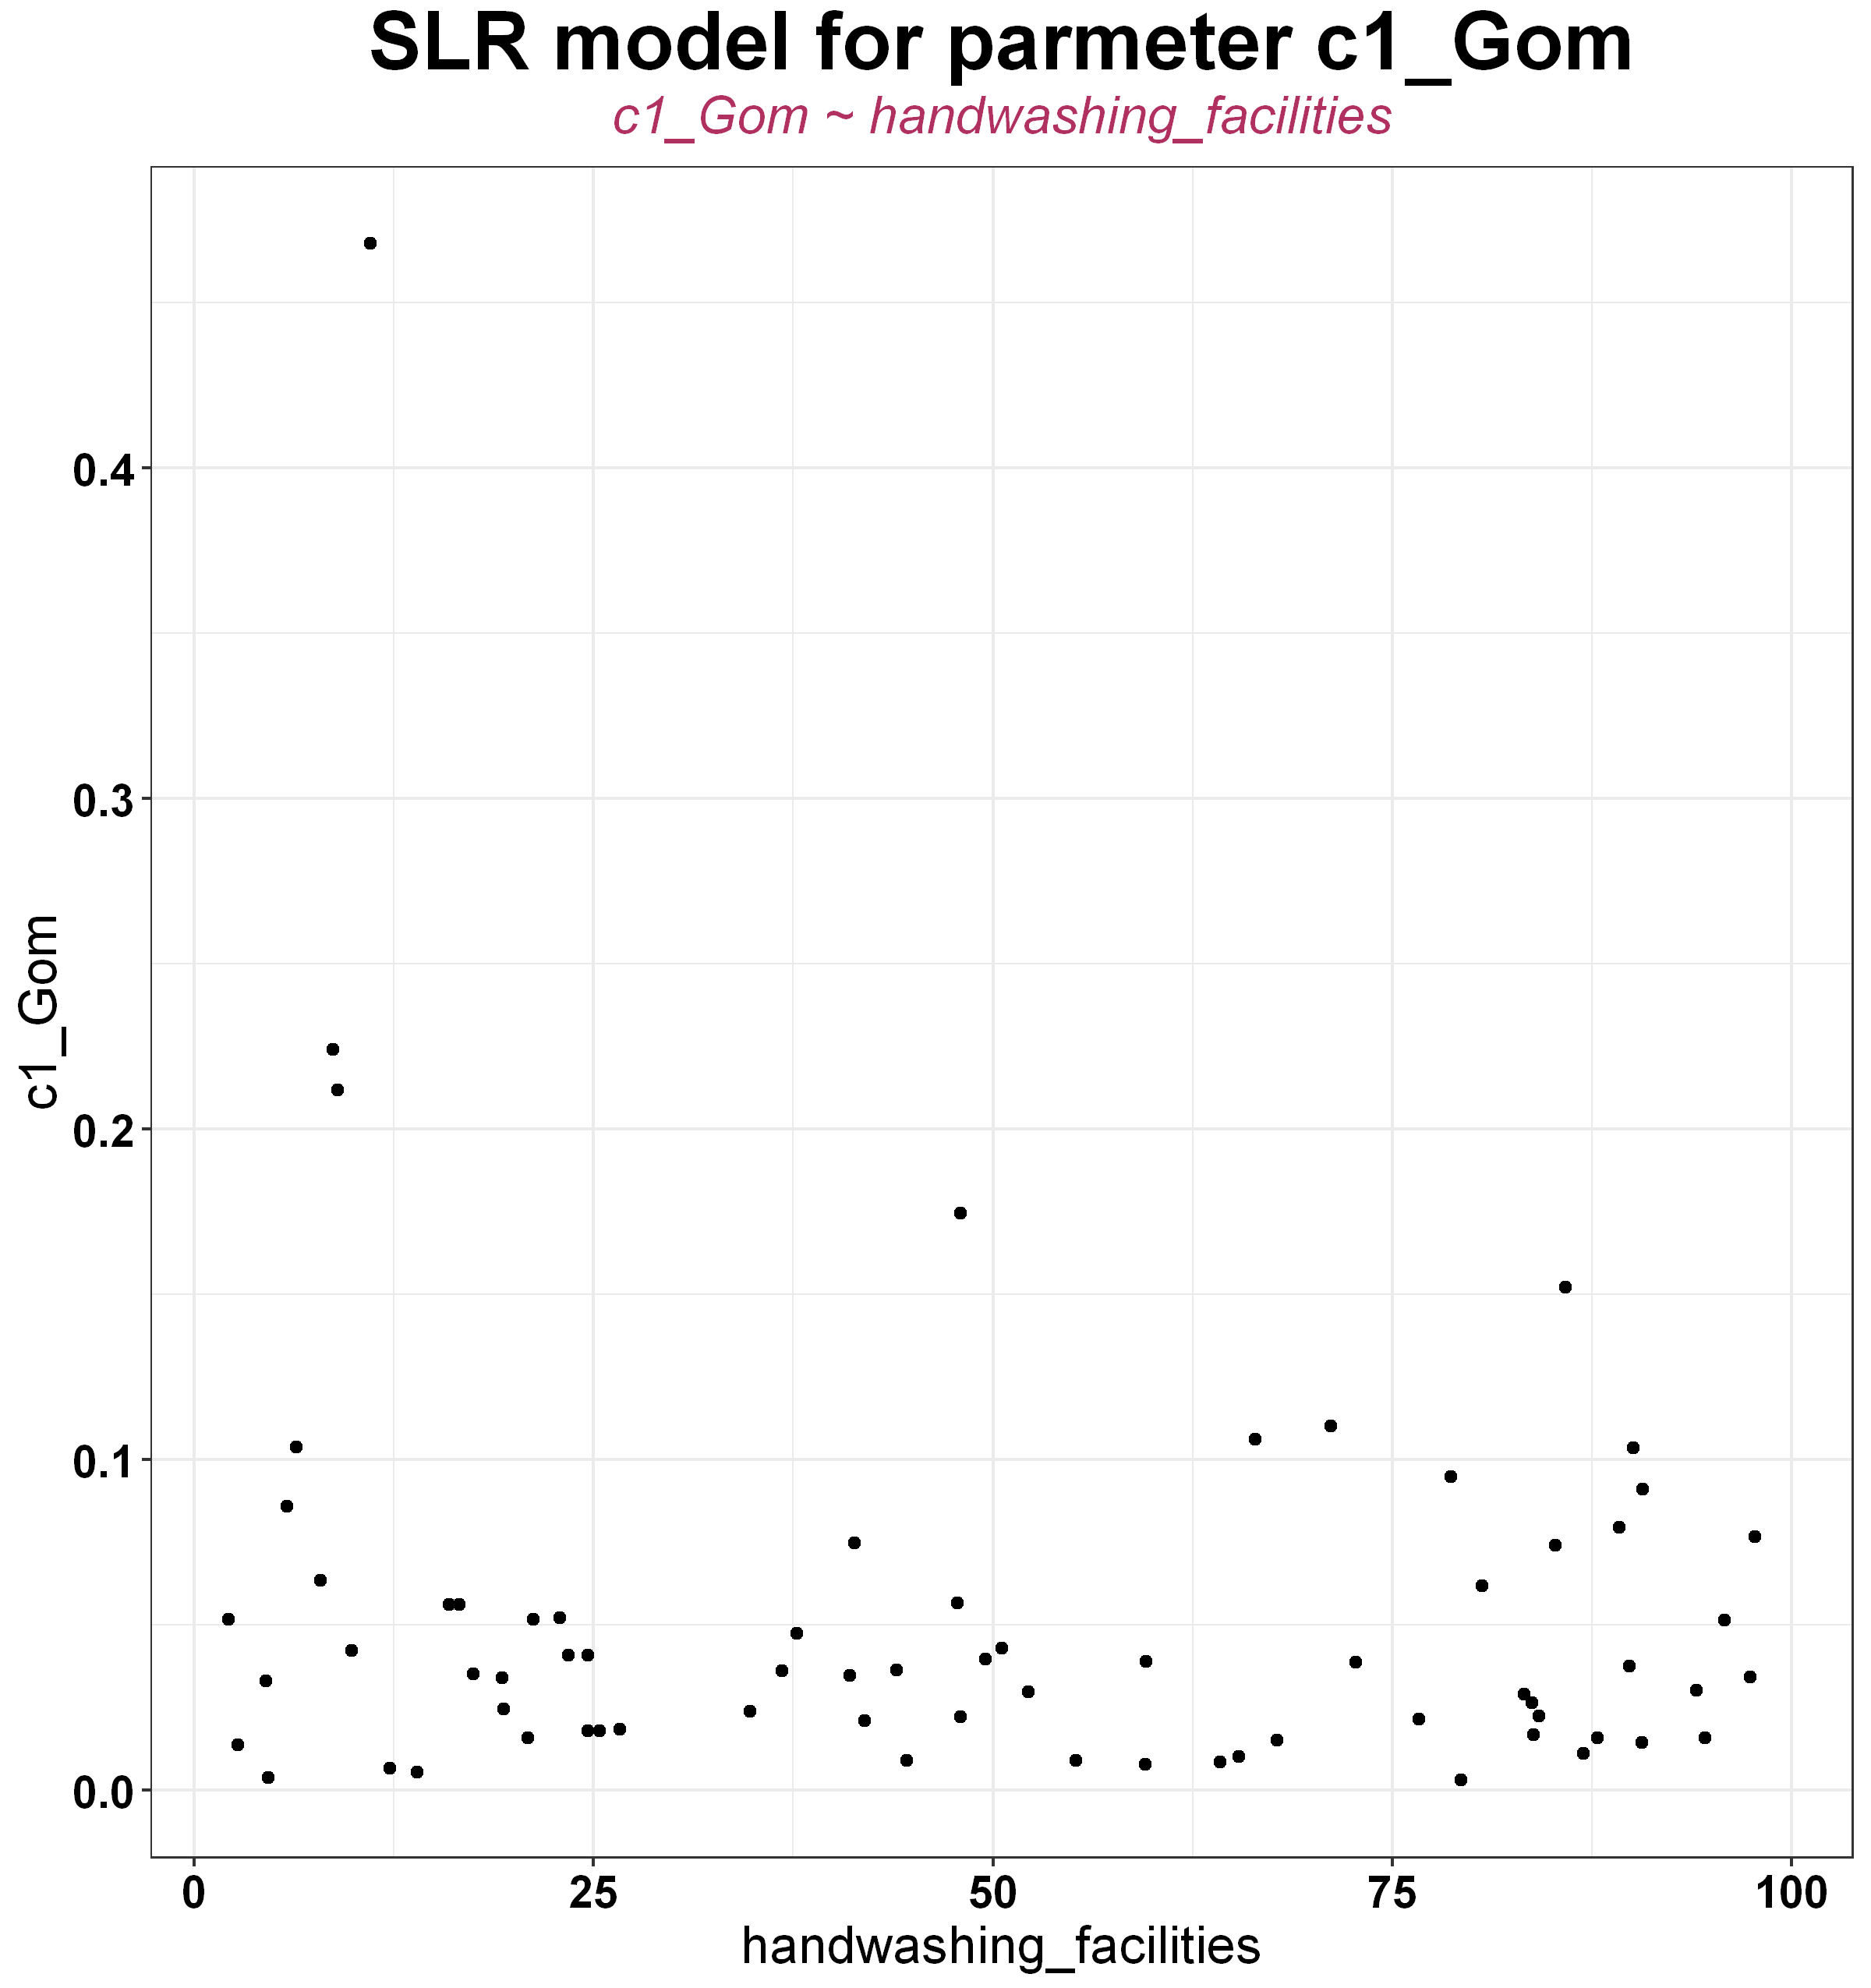 SLR model for parmeter c1_Gom
c1_Gom ~ handwashing_facilities
c1_Gom
0.4
0.3
0.2
0.1
0.0
0 25 50 75 100
handwashing_facilities